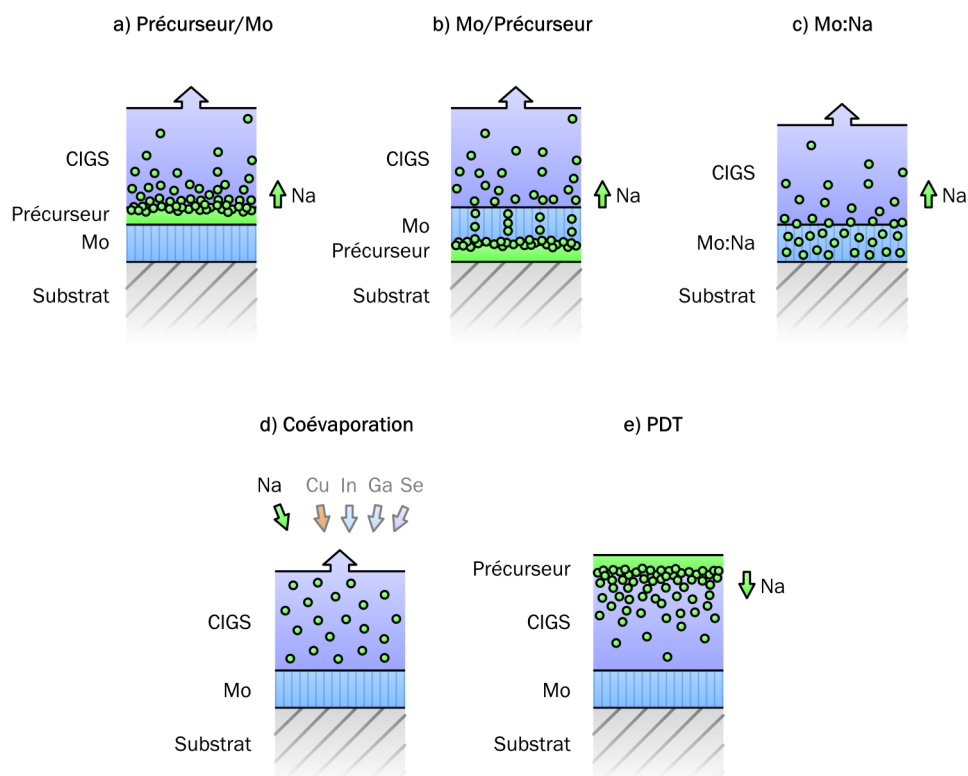 a) Précurseur/Mo
b) Mo/Précurseur
c) Mo:Na
CIGS
Précurseur
Mo
Substrat
Na
CIGS
Mo
Précurseur
Substrat
Na
CIGS
Mo:Na
Substrat
Na
d) Coévaporation
e) PDT
Na Cu In Ga Se
CIGS
Mo
Substrat
Précurseur
CIGS
Mo
Substrat
Na